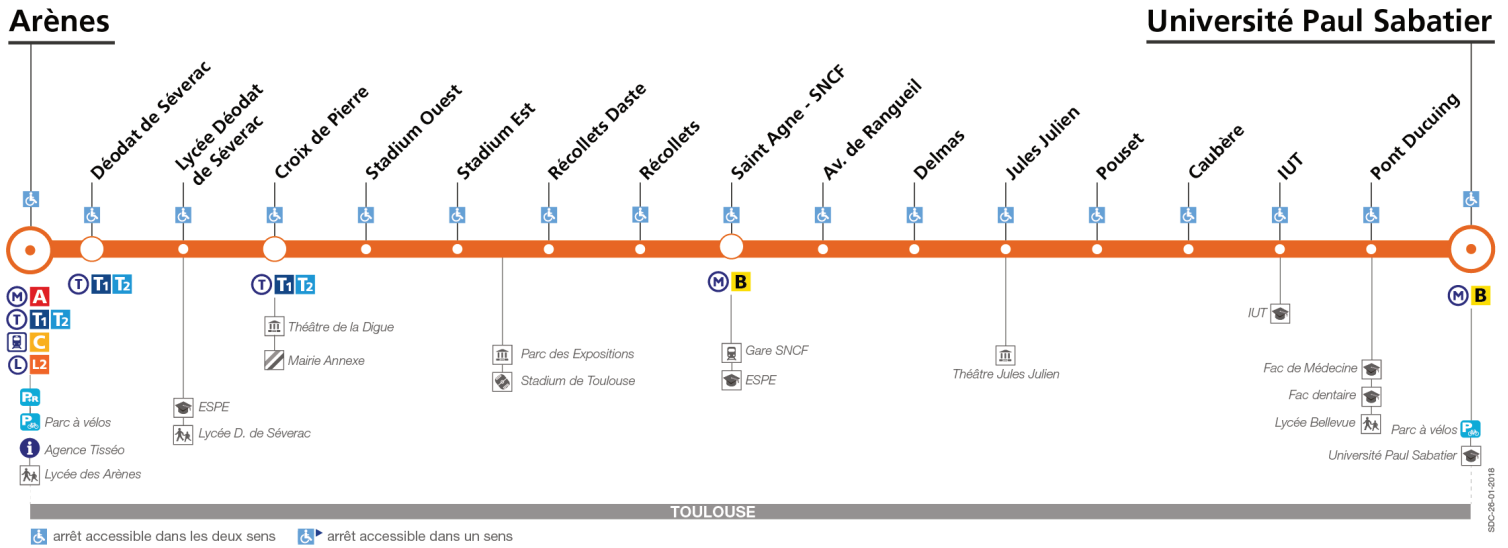 Arènes
Université Paul Sabatier
Déodat de Séverac
Lycée Déodat
de Séverac
Croix de Pierre
Stadium Ouest
Stadium Est
Récollets Daste
Récollets
Saint Agne - SNCF
Av. de Rangueil
Delmas
Jules Julien
Pouset
Caubère
IUT
Pont Ducuing
M A
T T1 T2
C
L L2
P+R
P Parc à vélos
i Agence Tisséo
Lycée des Arènes
T T1 T2
ESPE
Lycée D. de Séverac
T T1 T2
Théâtre de la Digue
Mairie Annexe
Parc des Expositions
Stadium de Toulouse
M B
Gare SNCF
ESPE
Théâtre Jules Julien
IUT
Fac de Médecine
Fac dentaire
Lycée Bellevue
M B
Parc à vélos P
Université Paul Sabatier
TOULOUSE
arrêt accessible dans les deux sens
arrêt accessible dans un sens
SDC-26-01-2018